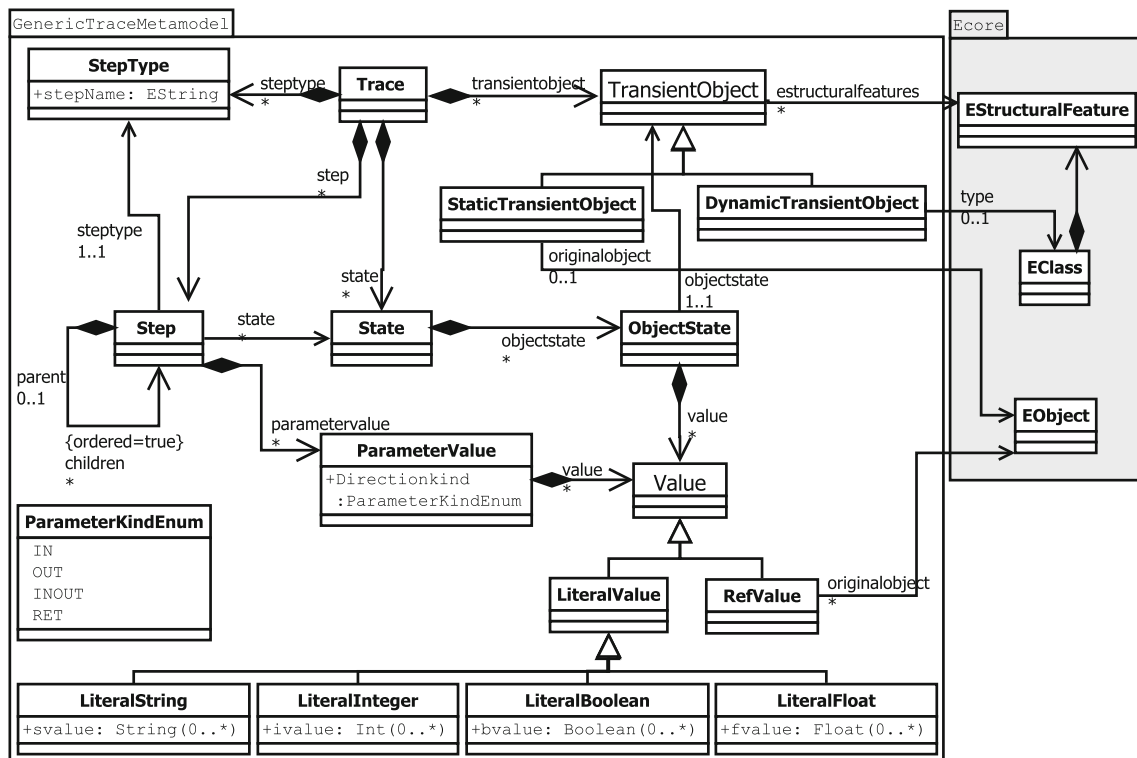 GenericTraceMetamodel
Ecore
StepType
+stepName: EString
steptype
*
Trace
transientobject
*
TransientObject
estructuralfeatures
*
EStructuralFeature
step
*
StaticTransientObject
DynamicTransientObject
type
0..1
steptype
1..1
originalobject
0..1
EClass
state
*
objectstate
1..1
Step
state
*
State
objectstate
*
ObjectState
parent
0..1
{ordered=true}
children
*
parametervalue
*
value
*
EObject
ParameterValue
+Directionkind
:ParameterKindEnum
value
*
Value
ParameterKindEnum
IN
OUT
INOUT
RET
LiteralValue
RefValue
originalobject
*
LiteralString
+svalue: String(0..*)
LiteralInteger
+ivalue: Int(0..*)
LiteralBoolean
+bvalue: Boolean(0..*)
LiteralFloat
+fvalue: Float(0..*)